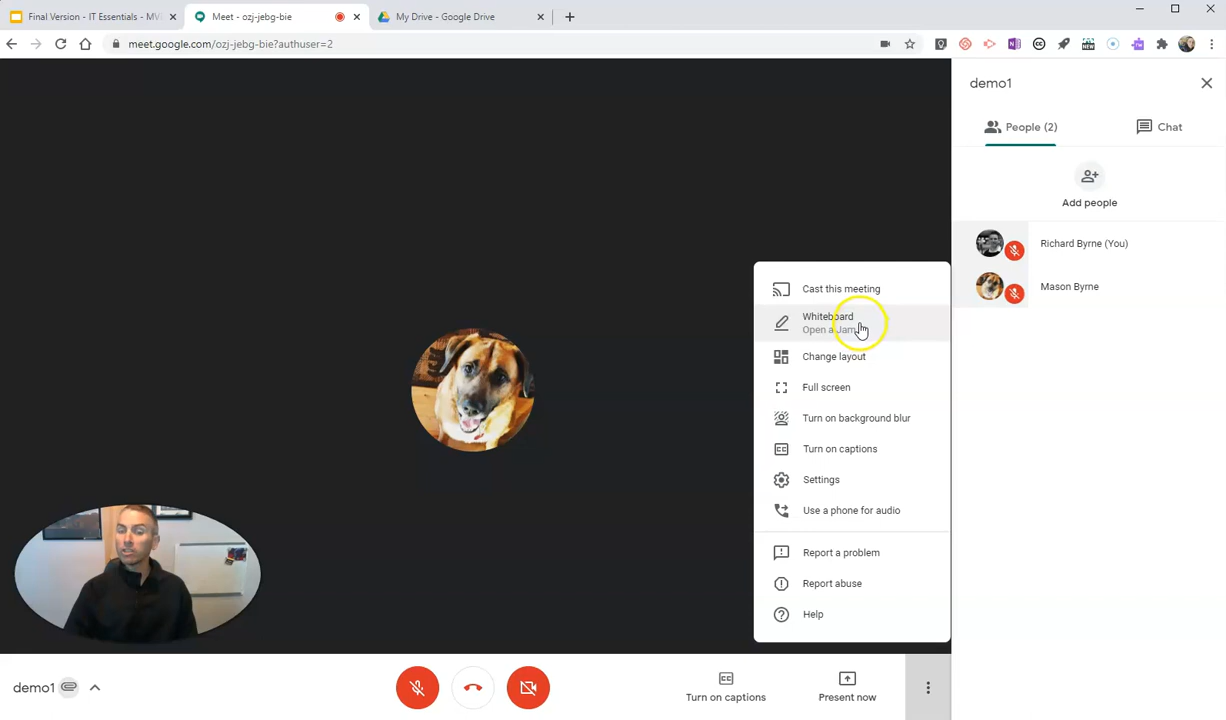 Final Version - IT Essentials - MV
Meet - ozj-jebg-bie
My Drive - Google Drive
meet.google.com/ozj-jebg-bie?authuser=2
demo1
People (2)
Chat
Add people
Richard Byrne (You)
Mason Byrne
Cast this meeting
Whiteboard
Open a Jam
Change layout
Full screen
Turn on background blur
Turn on captions
Settings
Use a phone for audio
Report a problem
Report abuse
Help
demo1
Turn on captions
Present now